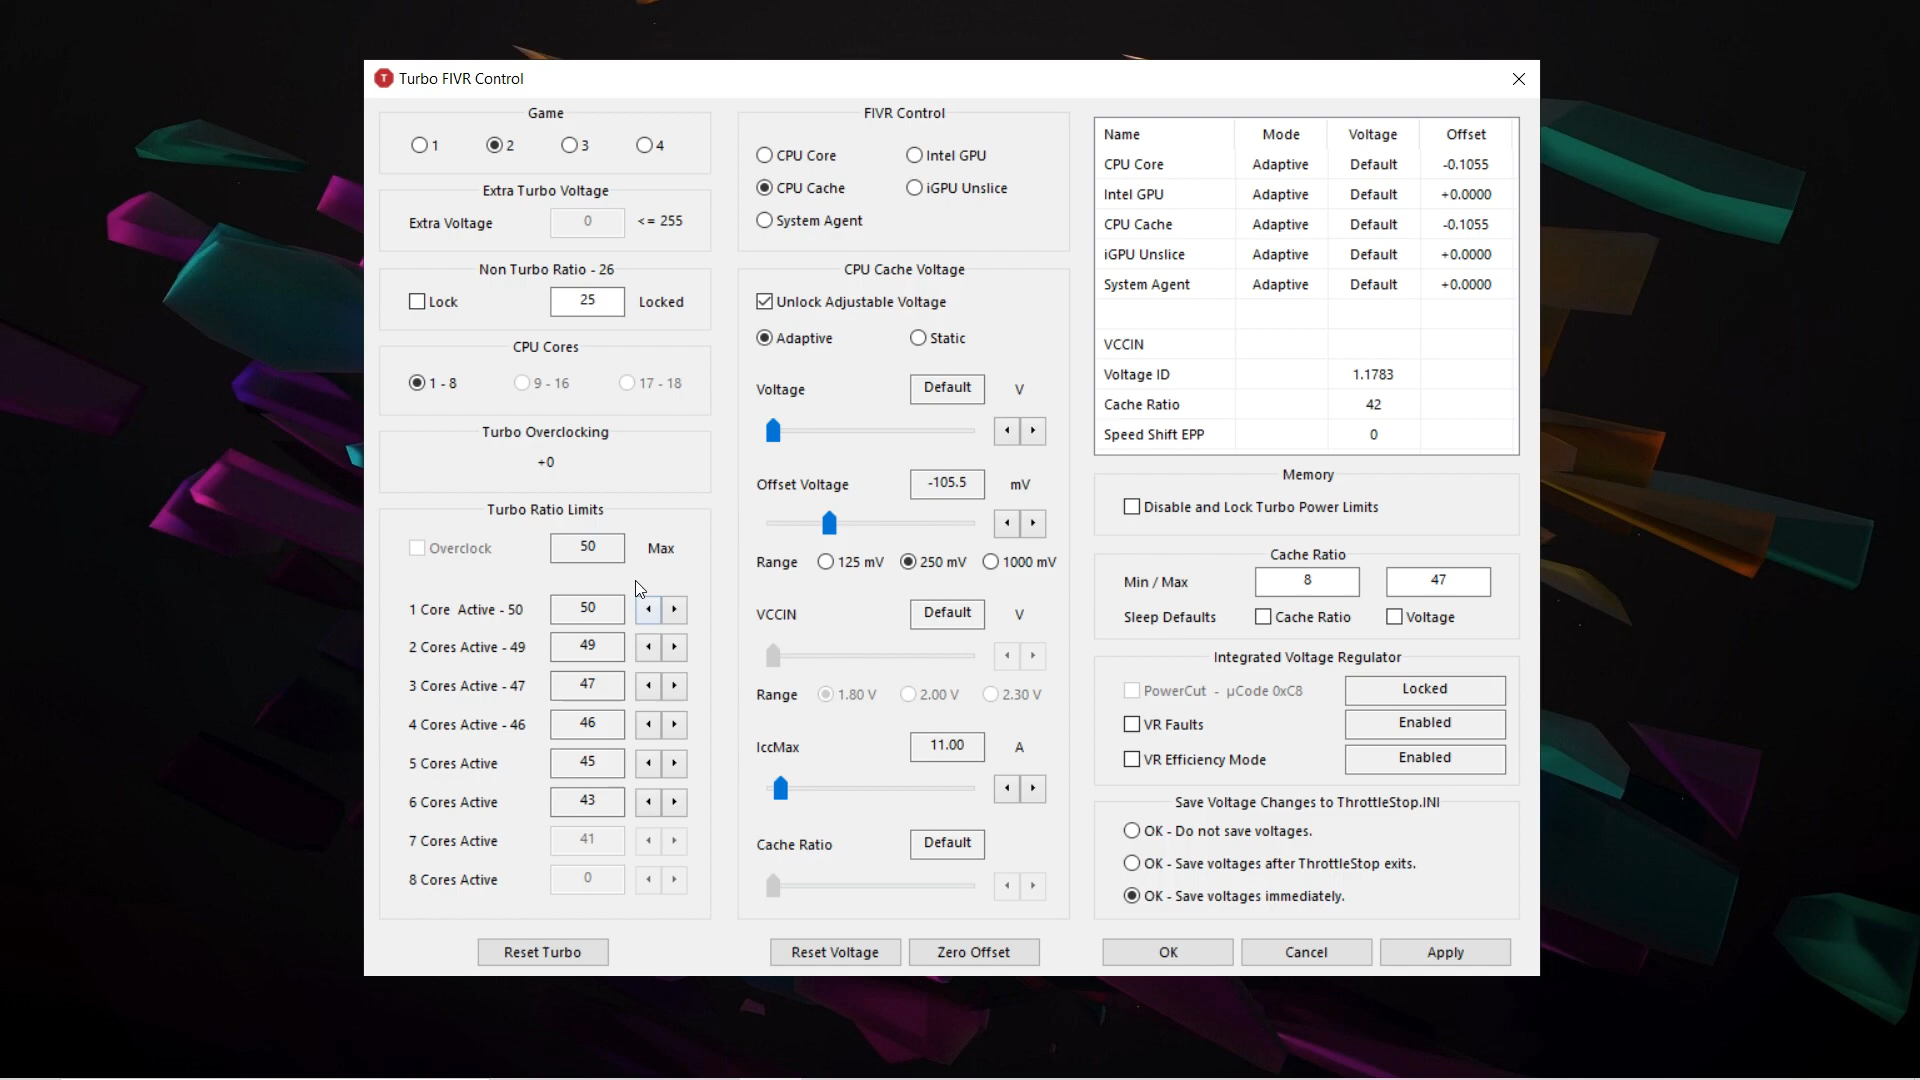 T Turbo FIVR Control
Game
1 2 3 4
Extra Turbo Voltage
Extra Voltage 0 <= 255
Non Turbo Ratio - 26
Lock 25 Locked
CPU Cores
1 - 8 9 - 16 17 - 18
Turbo Overclocking
+0
Turbo Ratio Limits
Overclock 50 Max
1 Core Active - 50 50
2 Cores Active - 49 49
3 Cores Active - 47 47
4 Cores Active - 46 46
5 Cores Active 45
6 Cores Active 43
7 Cores Active 41
8 Cores Active 0
Reset Turbo
FIVR Control
CPU Core Intel GPU
CPU Cache iGPU Unslice
System Agent
CPU Cache Voltage
Unlock Adjustable Voltage
Adaptive Static
Voltage Default V
Offset Voltage -105.5 mV
Range 125 mV 250 mV 1000 mV
VCCIN Default V
Range 1.80 V 2.00 V 2.30 V
IccMax 11.00 A
Cache Ratio Default
Reset Voltage Zero Offset
Name Mode Voltage Offset
CPU Core Adaptive Default -0.1055
Intel GPU Adaptive Default +0.0000
CPU Cache Adaptive Default -0.1055
iGPU Unslice Adaptive Default +0.0000
System Agent Adaptive Default +0.0000
VCCIN
Voltage ID 1.1783
Cache Ratio 42
Speed Shift EPP 0
Memory
Disable and Lock Turbo Power Limits
Cache Ratio
Min / Max 8 47
Sleep Defaults Cache Ratio Voltage
Integrated Voltage Regulator
PowerCut - µCode 0xC8 Locked
VR Faults Enabled
VR Efficiency Mode Enabled
Save Voltage Changes to ThrottleStop.INI
OK - Do not save voltages.
OK - Save voltages after ThrottleStop exits.
OK - Save voltages immediately.
OK Cancel Apply